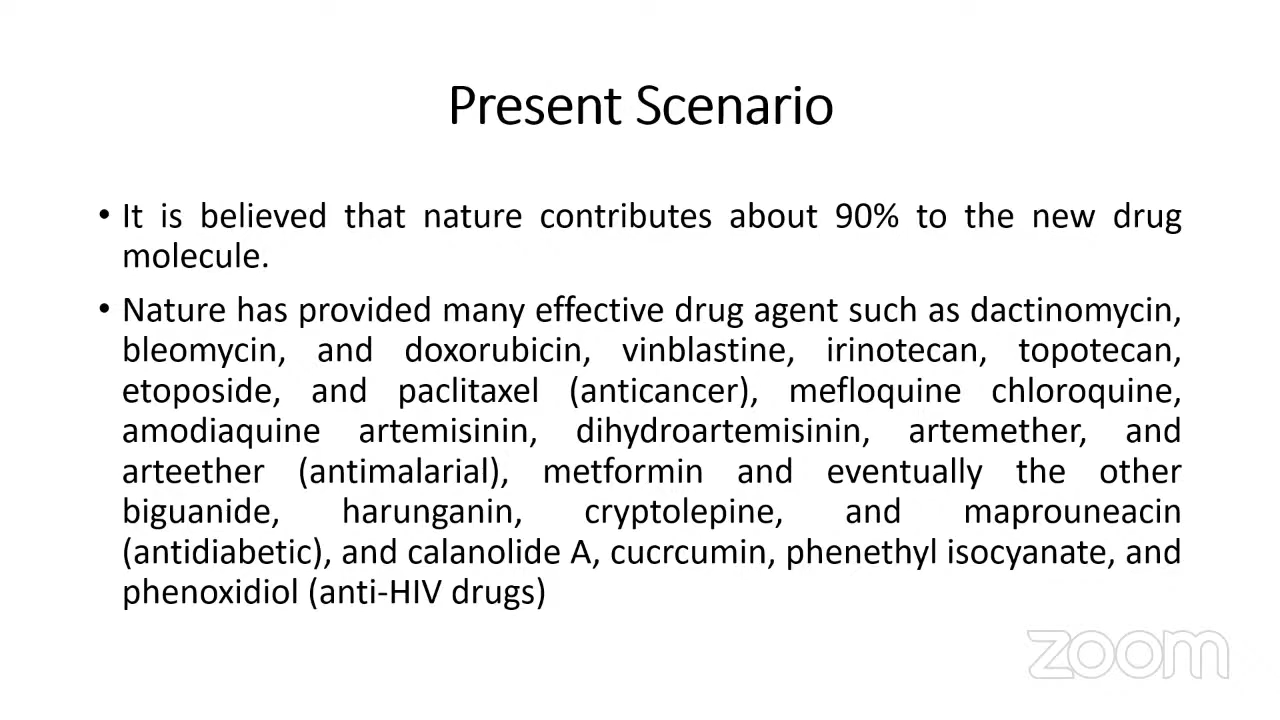 Present Scenario
• It is believed that nature contributes about 90% to the new drug
molecule.
• Nature has provided many effective drug agent such as dactinomycin,
bleomycin, and doxorubicin, vinblastine, irinotecan, topotecan,
etoposide, and paclitaxel (anticancer), mefloquine chloroquine,
amodiaquine artemisinin, dihydroartemisinin, artemether, and
arteether (antimalarial), metformin and eventually the other
biguanide, harunganin, cryptolepine, and maprouneacin
(antidiabetic), and calanolide A, cucrcumin, phenethyl isocyanate, and
phenoxidiol (anti-HIV drugs)
zoom